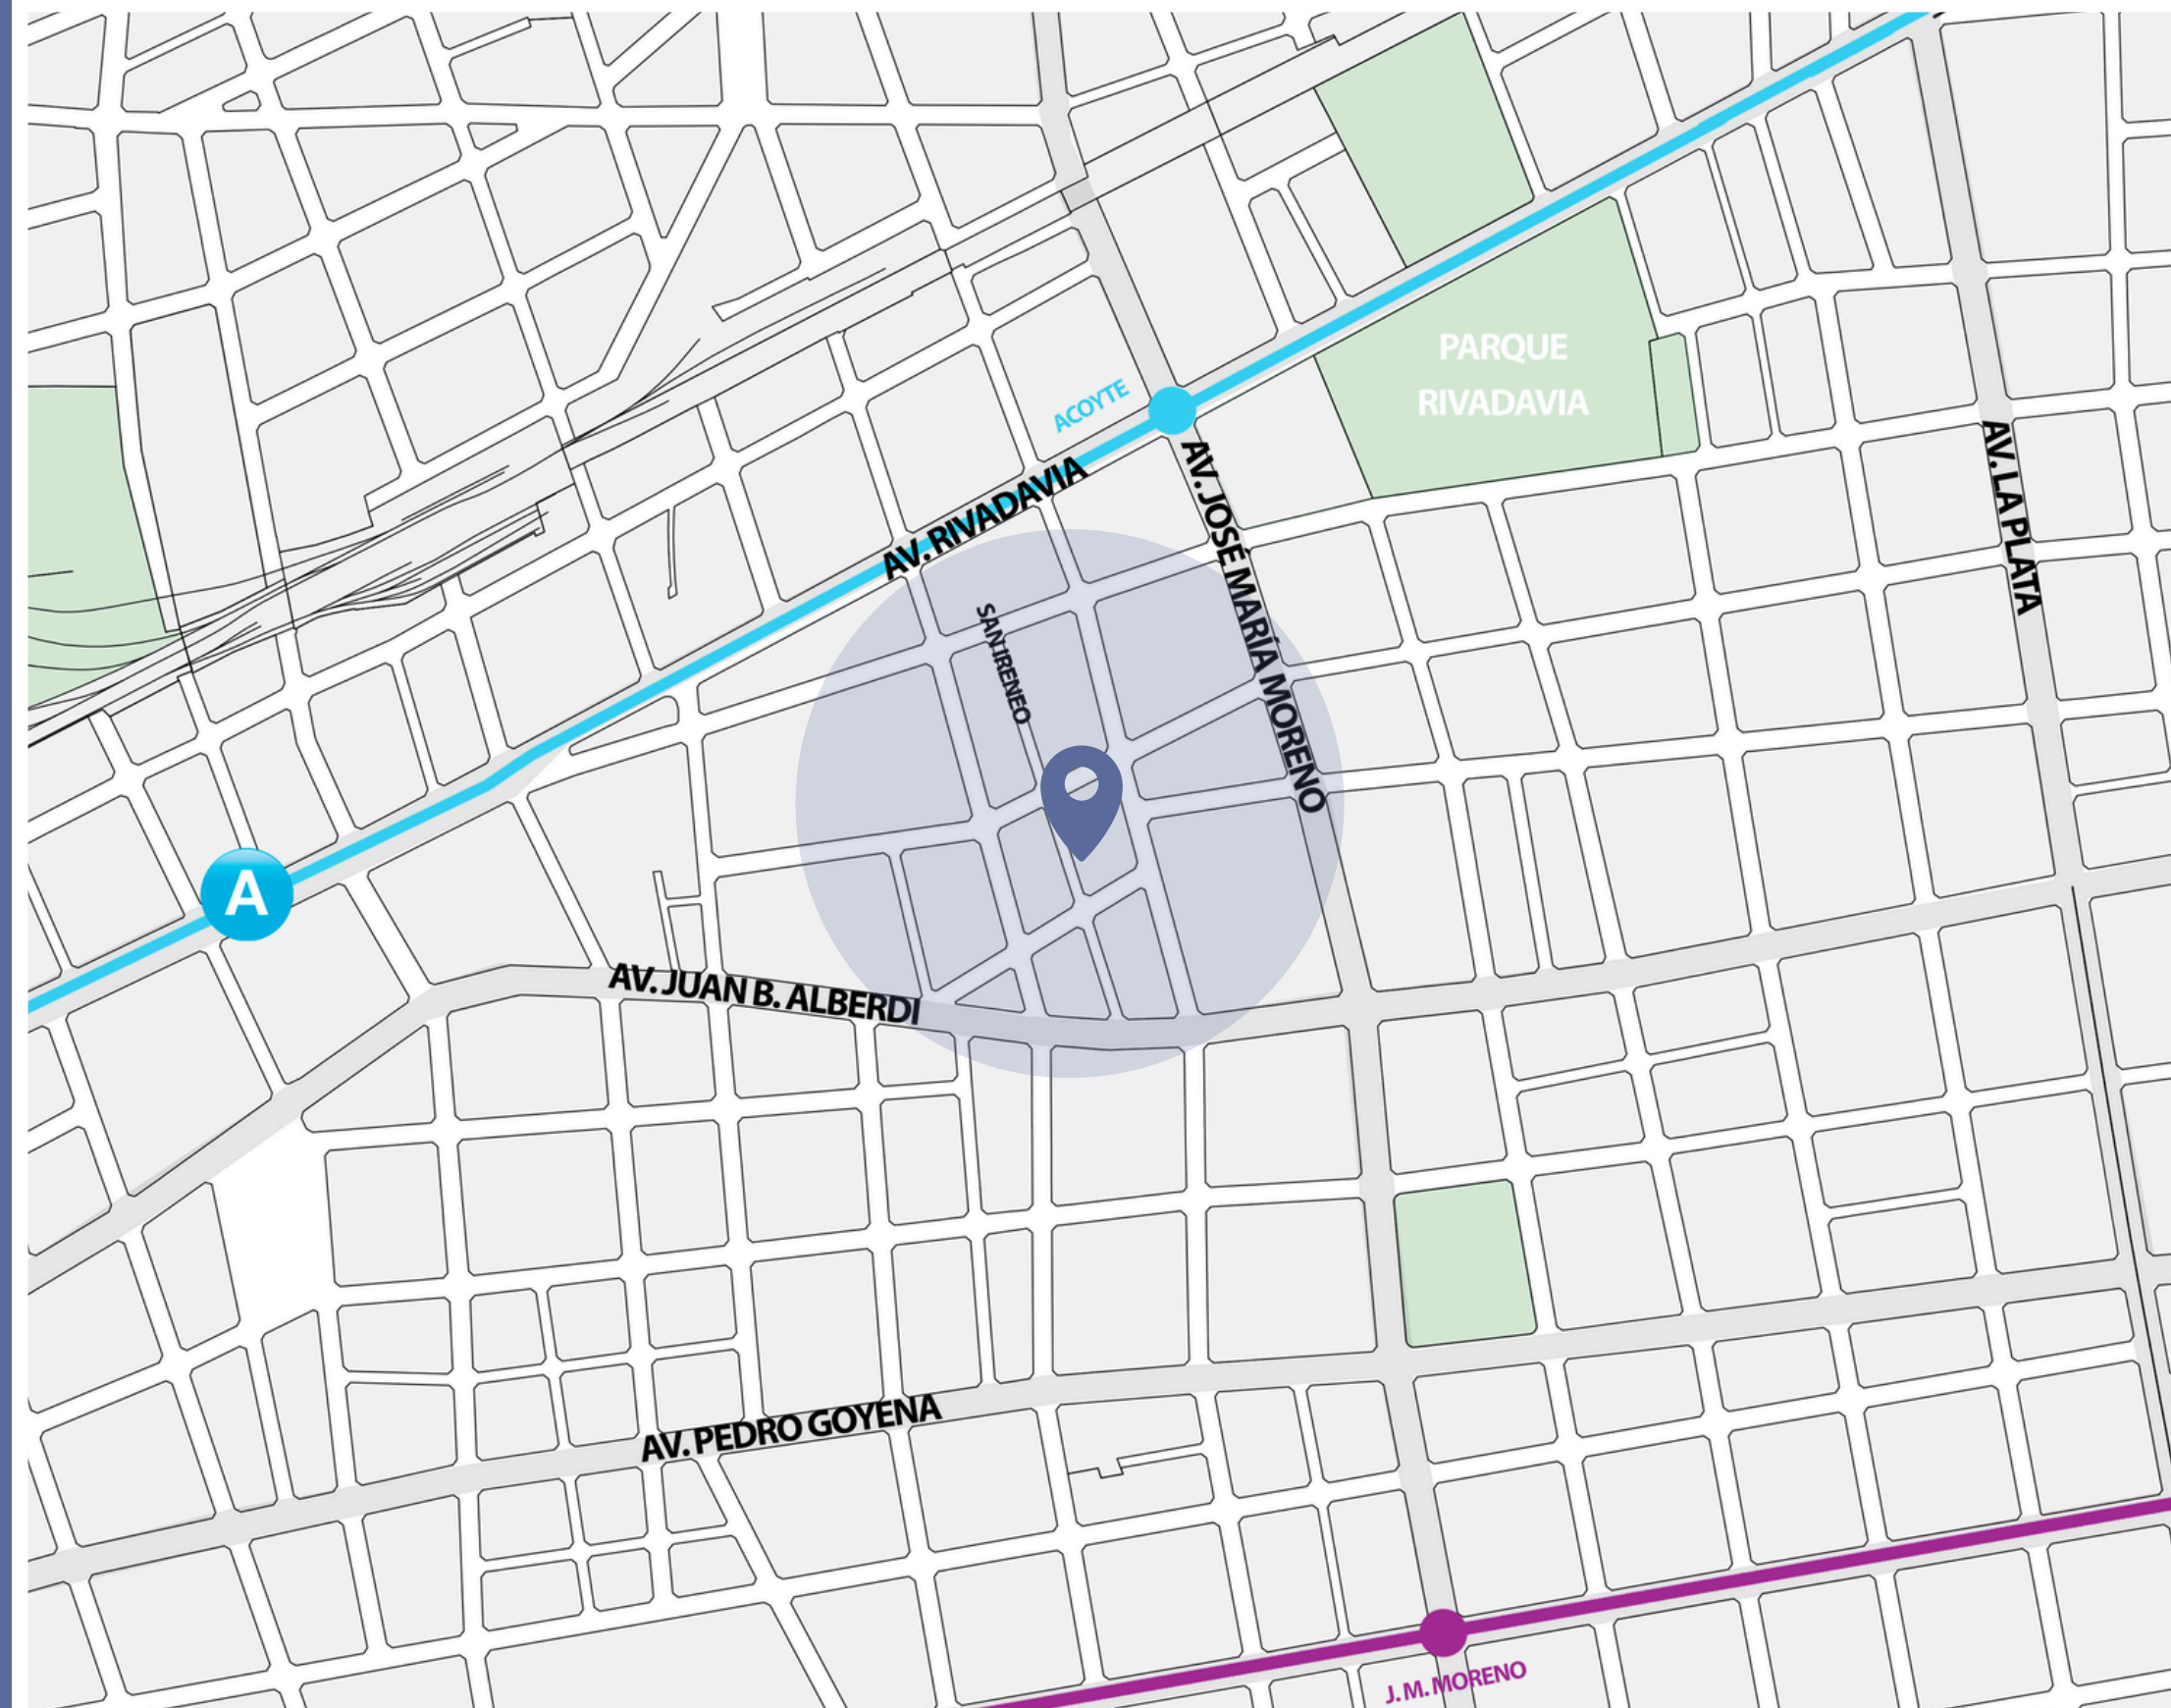 PARQUE
RIVADAVIA
ACOYTE
AV. RIVADAVIA
AV. JOSÉ MARÍA MORENO
AV. LA PLATA
SAN IRENEO
A
AV. JUAN B. ALBERDI
AV. PEDRO GOYENA
J. M. MORENO